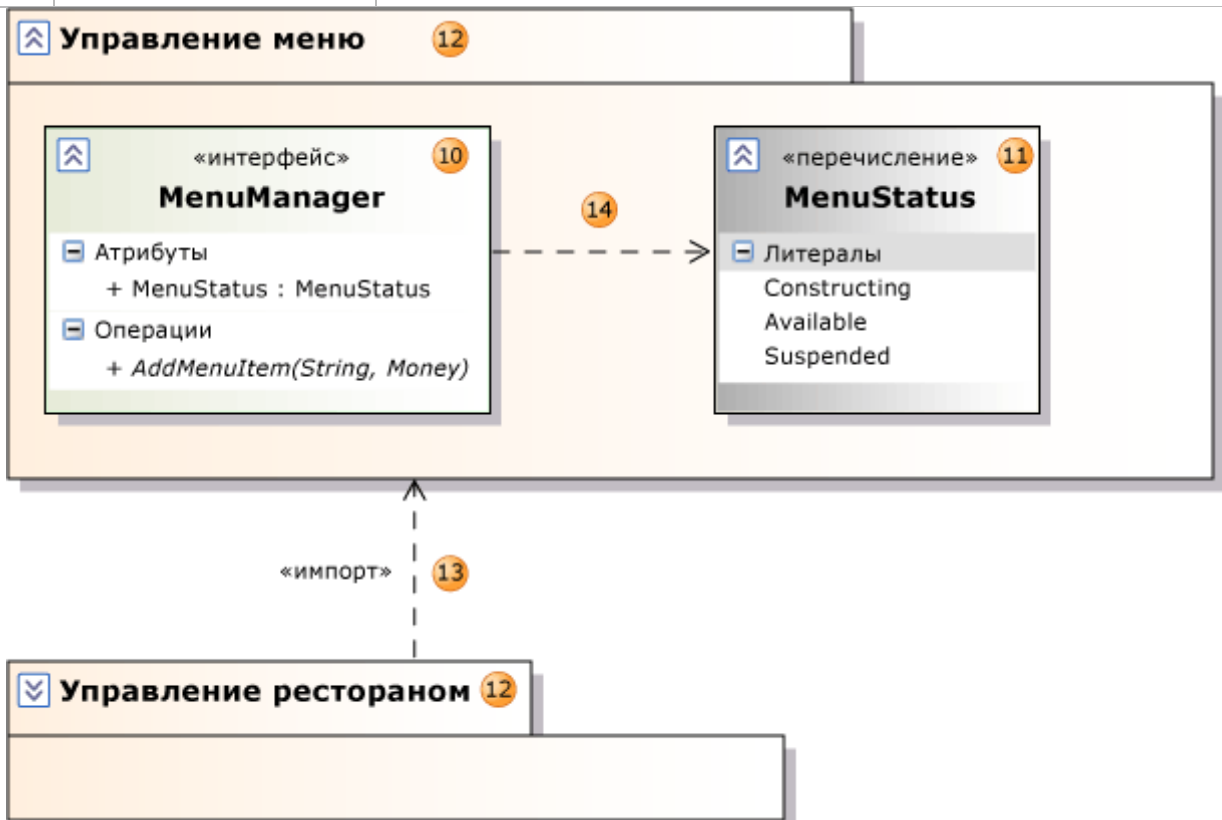 Управление меню 12
«интерфейс» 10
MenuManager
Атрибуты
+ MenuStatus : MenuStatus
Операции
+ AddMenuItem(String, Money)
14
«перечисление» 11
MenuStatus
Литералы
Constructing
Available
Suspended
«импорт» 13
Управление рестораном 12